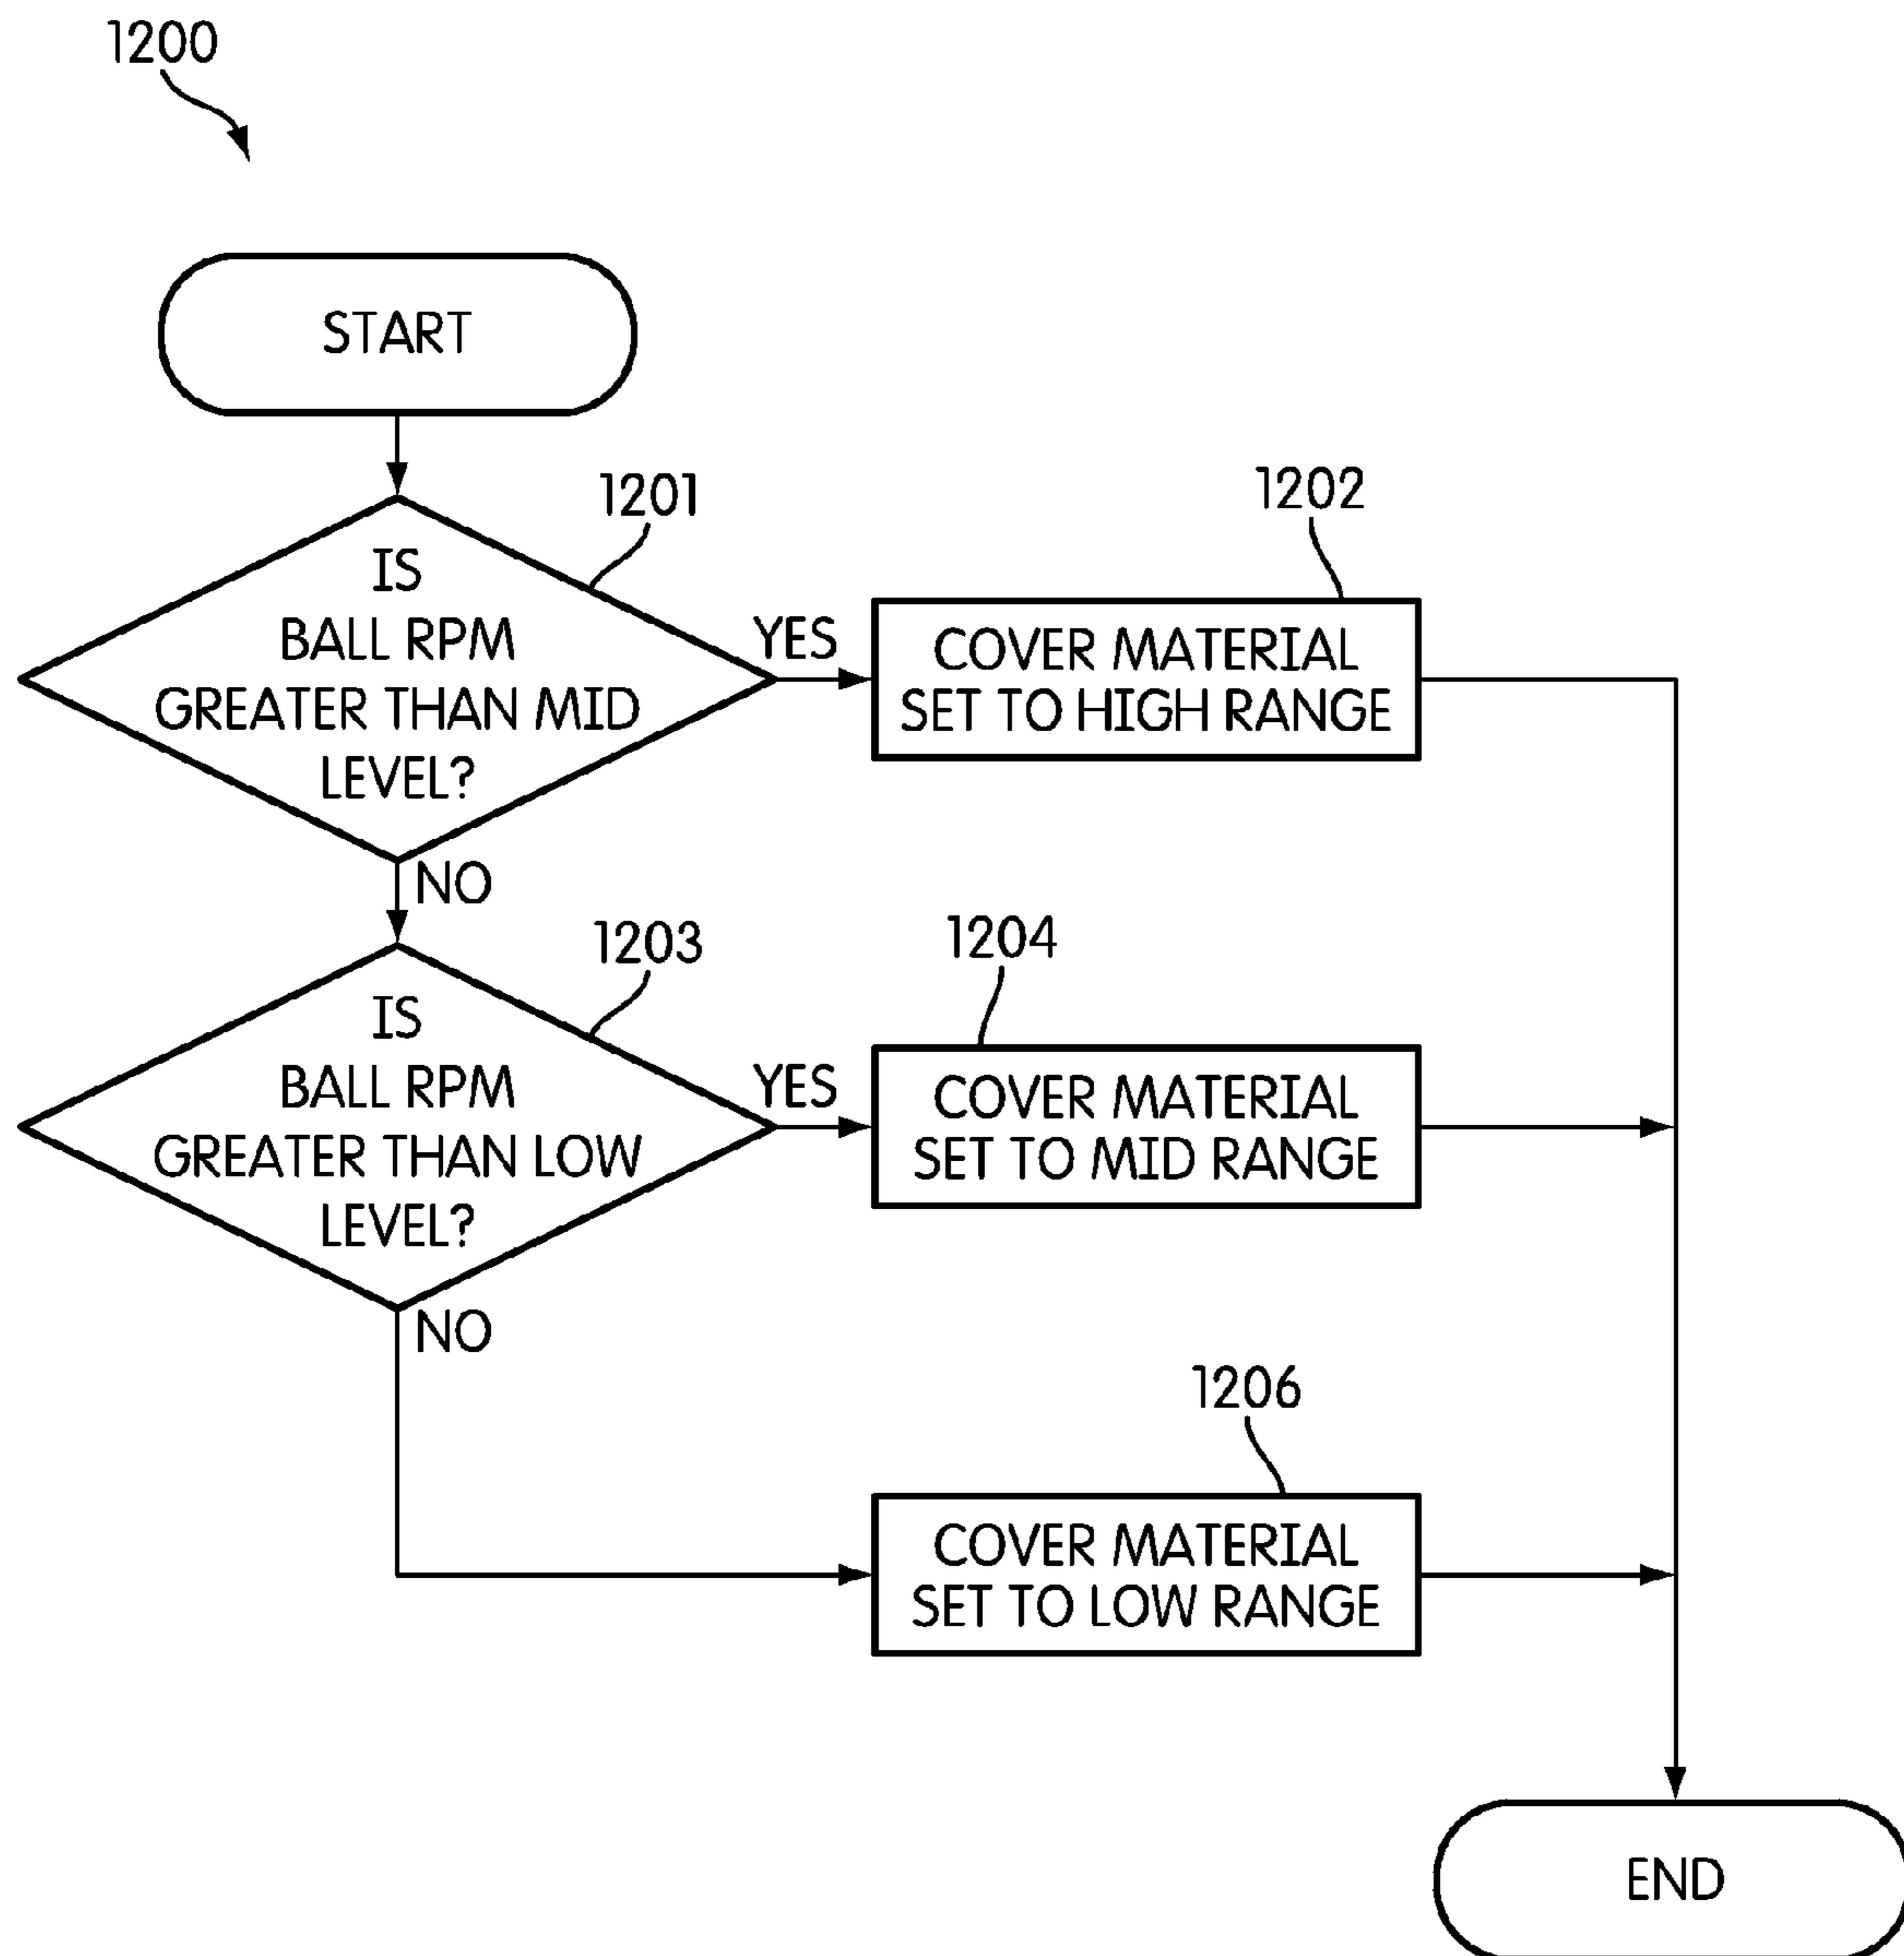 1200
START
1201
IS
BALL RPM
GREATER THAN MID
LEVEL?
YES
1202
COVER MATERIAL
SET TO HIGH RANGE
NO
1203
IS
BALL RPM
GREATER THAN LOW
LEVEL?
YES
1204
COVER MATERIAL
SET TO MID RANGE
NO
1206
COVER MATERIAL
SET TO LOW RANGE
END